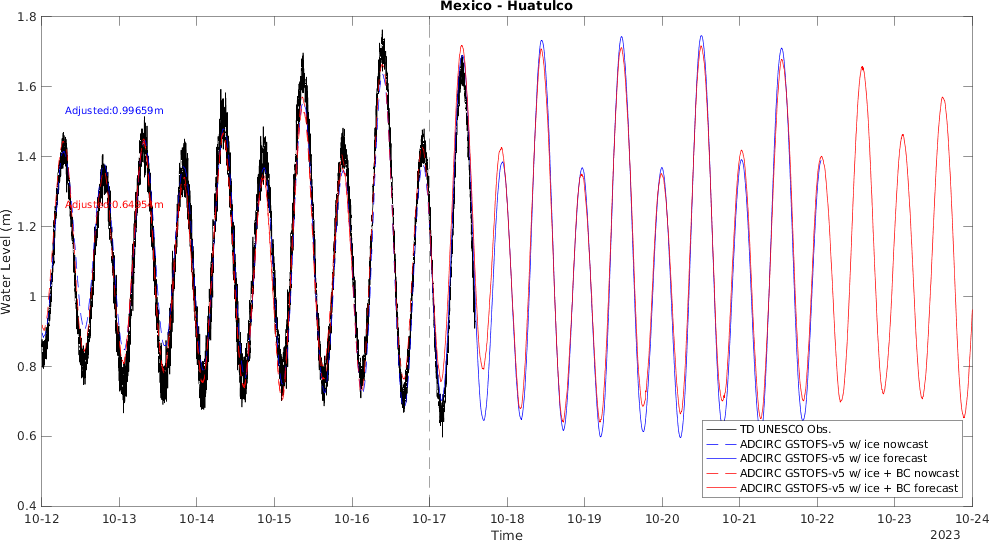 Mexico - Huatulco
1.8
1.6
1.4
1.2
1
0.8
0.6
0.4
Water Level (m)
Adjusted:0.99659m
Adjusted:0.64954m
TD UNESCO Obs.
ADCIRC GSTOFS-v5 w/ ice nowcast
ADCIRC GSTOFS-v5 w/ ice forecast
ADCIRC GSTOFS-v5 w/ ice + BC nowcast
ADCIRC GSTOFS-v5 w/ ice + BC forecast
10-12 10-13 10-14 10-15 10-16 10-17 10-18 10-19 10-20 10-21 10-22 10-23 10-24
Time
2023